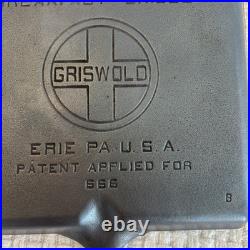 GRISWOLD
ERIE PA U.S.A.
PATENT APPLIED FOR
666
B